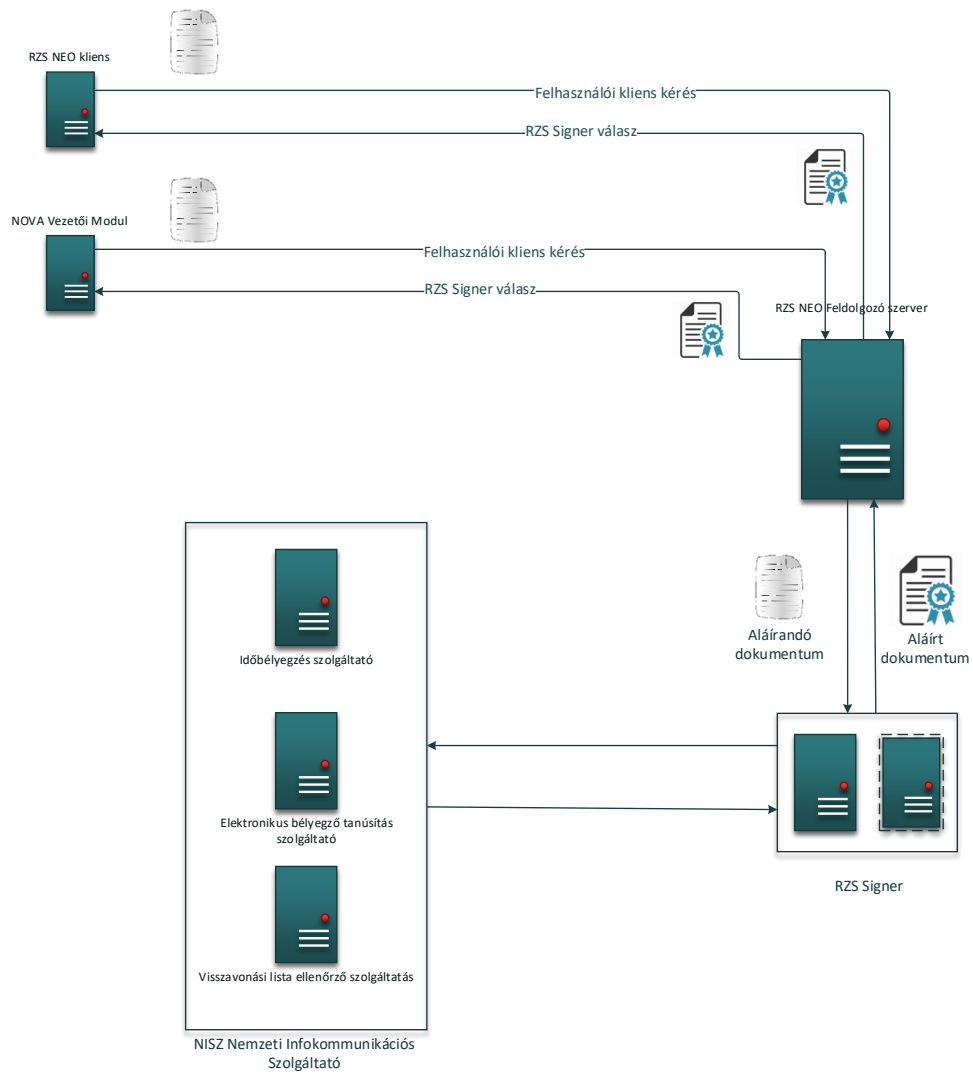 RZS NEO kliens
Felhasználói kliens kérés
RZS Signer válasz
NOVA Vezetői Modul
Felhasználói kliens kérés
RZS Signer válasz
RZS NEO Feldolgozó szerver
Aláírandó
dokumentum
Aláírt
dokumentum
Időbélyegzés szolgáltató
Elektronikus bélyegző tanúsítás
szolgáltató
Visszavonási lista ellenőrző szolgáltatás
RZS Signer
NISZ Nemzeti Infokommunikációs
Szolgáltató